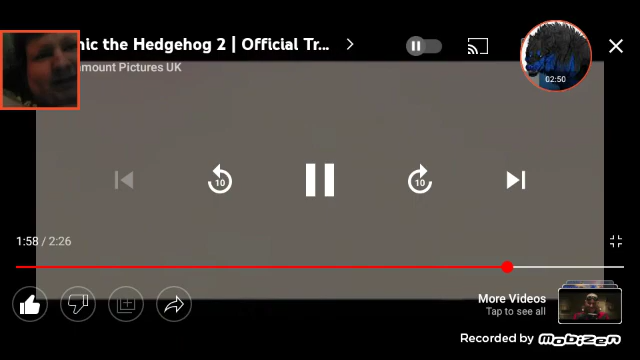 nic the Hedgehog 2 | Official Tr...
amount Pictures UK
02:50
10
10
1:58 / 2:26
More Videos
Tap to see all
Recorded by Mobizen